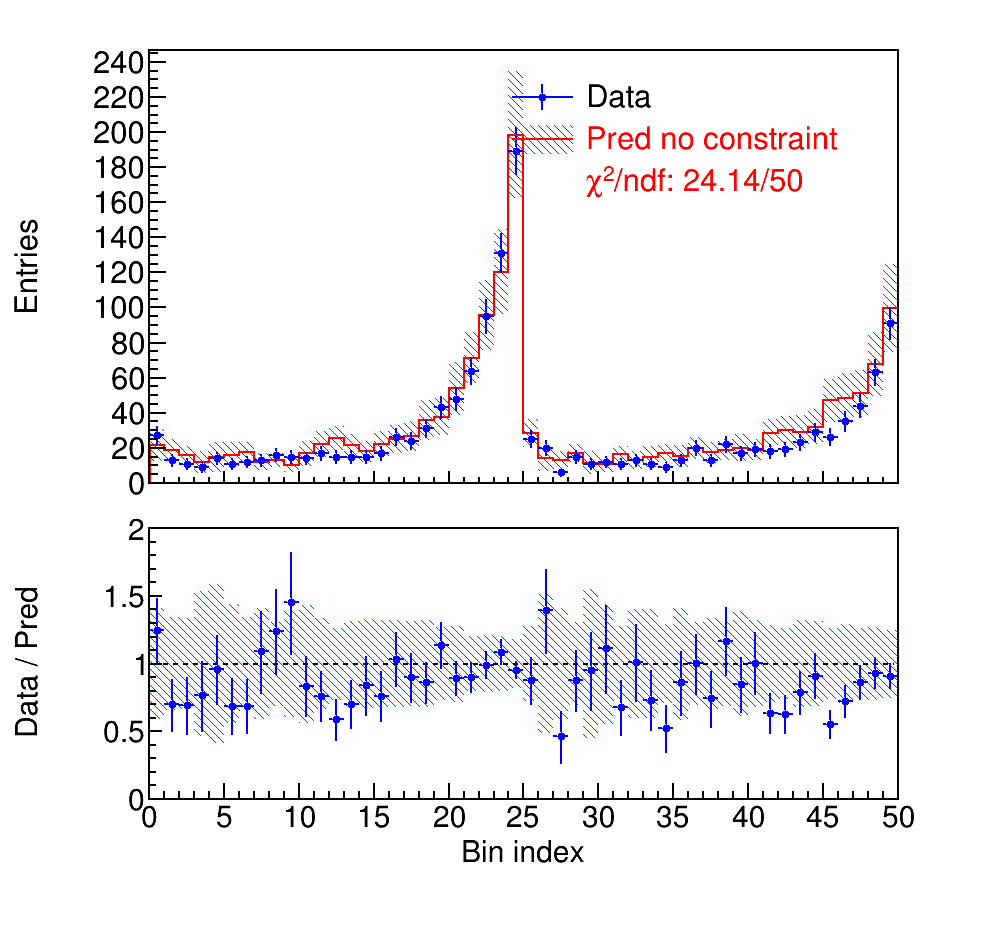 240
220
200
180
160
140
120
100
80
60
40
20
0
Entries
Data
Pred no constraint
χ²/ndf: 24.14/50
2
1.5
1
0.5
0
Data / Pred
0 5 10 15 20 25 30 35 40 45 50
Bin index